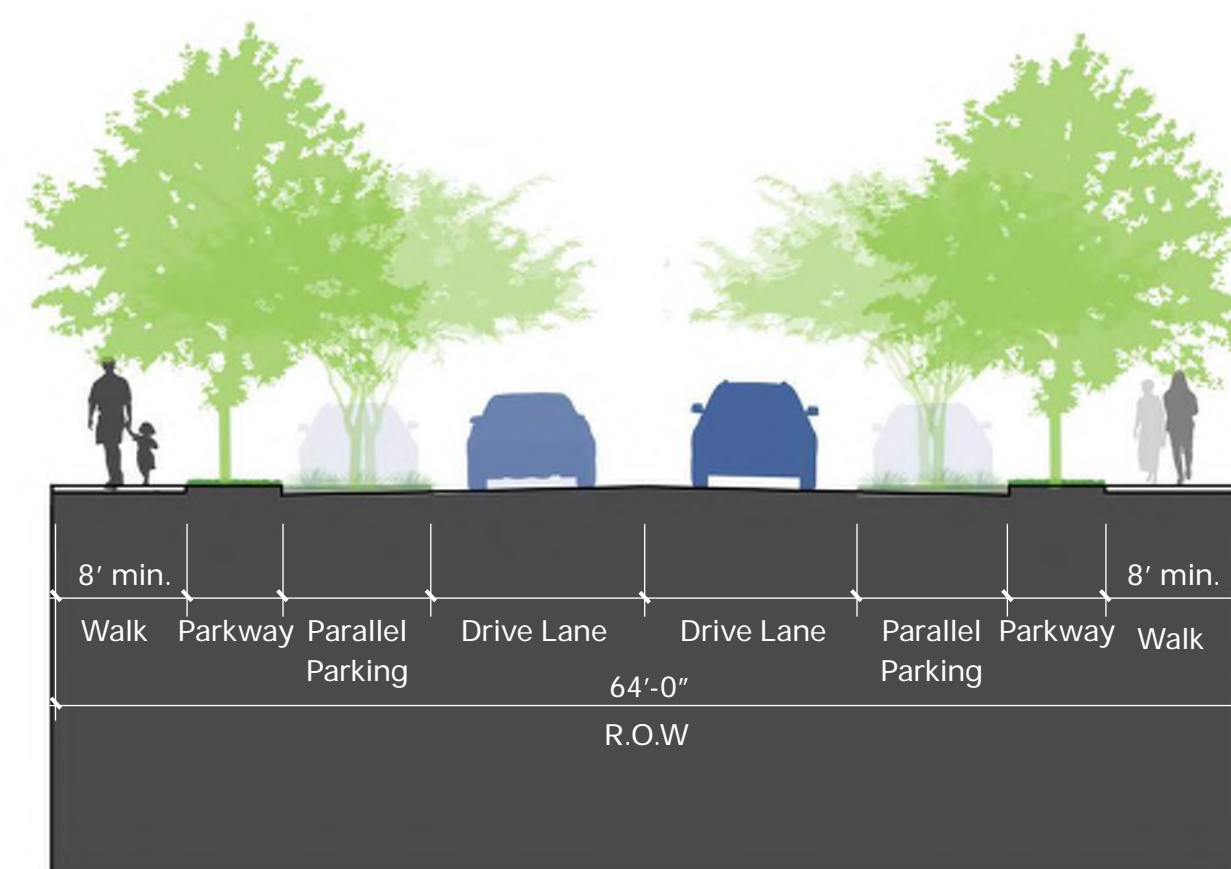 8' min.
8' min.
Walk
Parkway
Parallel
Parking
Drive Lane
Drive Lane
Parallel
Parking
Parkway
Walk
64'-0"
R.O.W